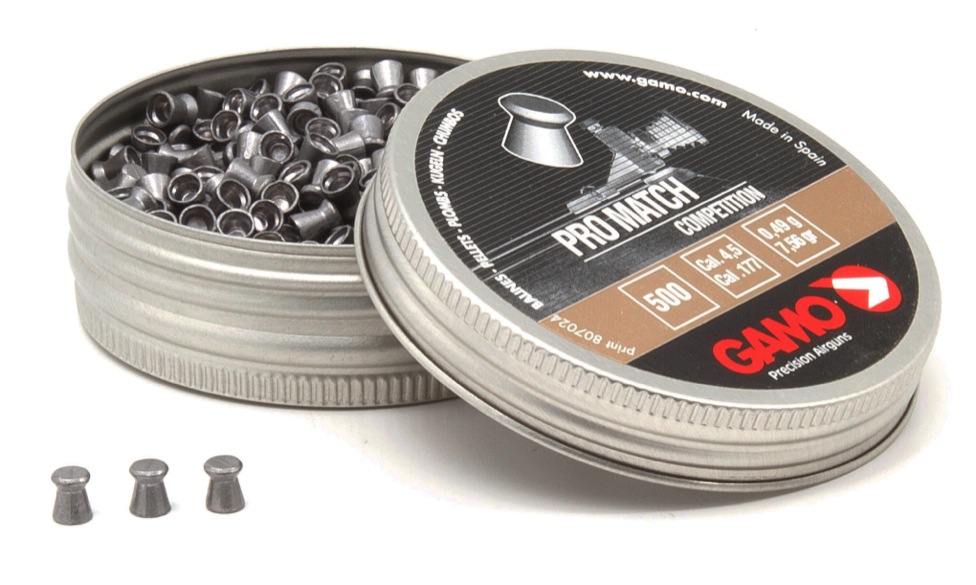 www.gamo.com
Made in Spain
BALINES - PELLETS - PLOMBS - KUGELN - CHUMBOS
PRO MATCH
COMPETITION
500
Cal. 4,5
Cal .177
0,49 g
7,56 gr
print 807024
GAMO
Precision Airguns